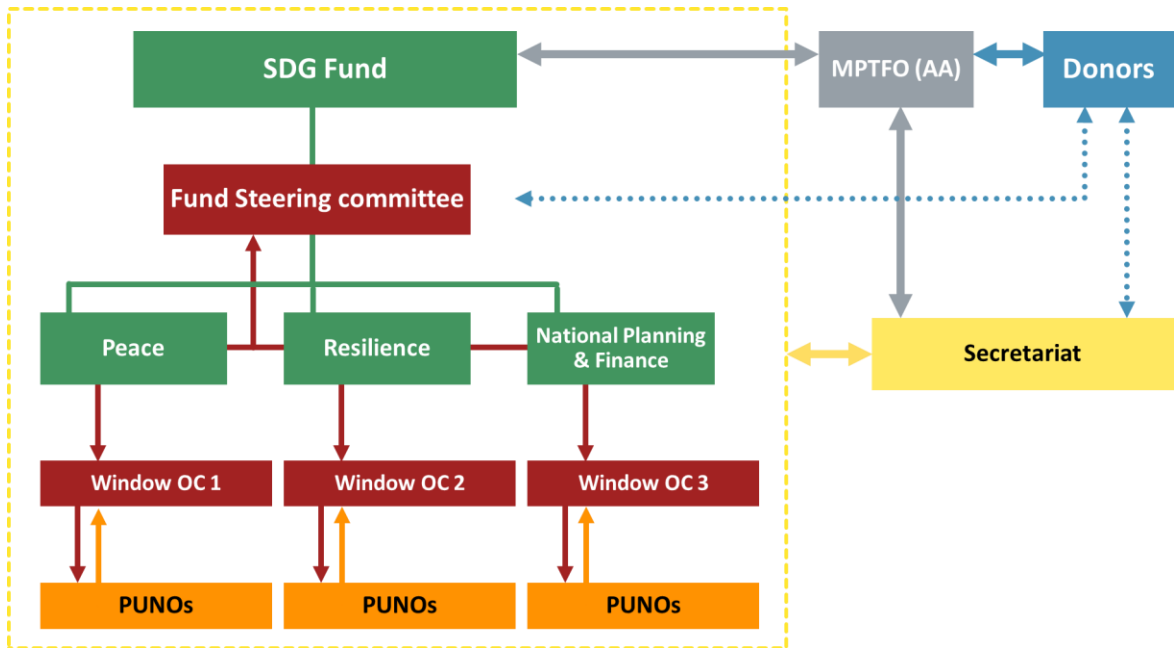 SDG Fund
MPTFO (AA)
Donors
Fund Steering committee
Peace
Resilience
National Planning
& Finance
Secretariat
Window OC 1
Window OC 2
Window OC 3
PUNOs
PUNOs
PUNOs